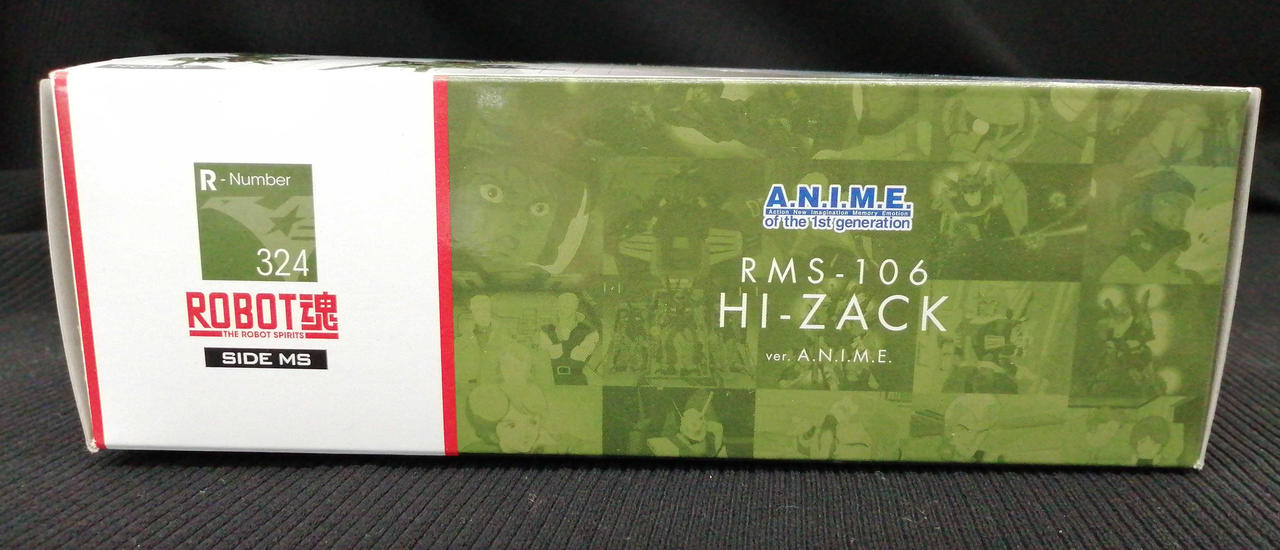 R - Number
324
ROBOT魂
THE ROBOT SPIRITS
SIDE MS
A.N.I.M.E.
Action New Imagination Memory Emotion
of the 1st generation
RMS-106
HI-ZACK
ver. A.N.I.M.E.